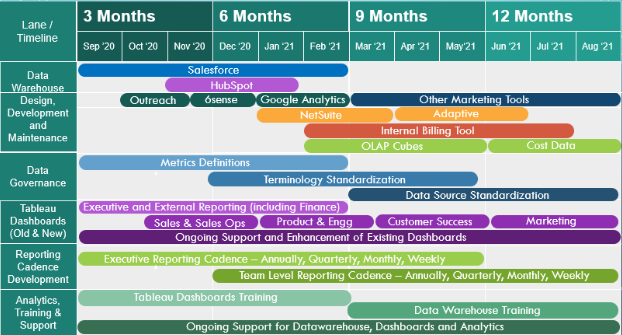 Lane /
Timeline
3 Months
6 Months
9 Months
12 Months
Sep '20
Oct '20
Nov '20
Dec '20
Jan '21
Feb '21
Mar '21
Apr '21
May'21
Jun '21
Jul '21
Aug '21
Data
Warehouse
Design,
Development
and
Maintenance
Salesforce
HubSpot
Outreach
6sense
Google Analytics
Other Marketing Tools
NetSuite
Adaptive
Internal Billing Tool
OLAP Cubes
Cost Data
Data
Governance
Metrics Definitions
Terminology Standardization
Data Source Standardization
Tableau
Dashboards
(Old & New)
Executive and External Reporting (including Finance)
Sales & Sales Ops
Product & Engg
Customer Success
Marketing
Ongoing Support and Enhancement of Existing Dashboards
Reporting
Cadence
Development
Executive Reporting Cadence – Annually, Quarterly, Monthly, Weekly
Team Level Reporting Cadence – Annually, Quarterly, Monthly, Weekly
Analytics,
Training &
Support
Tableau Dashboards Training
Data Warehouse Training
Ongoing Support for Datawarehouse, Dashboards and Analytics